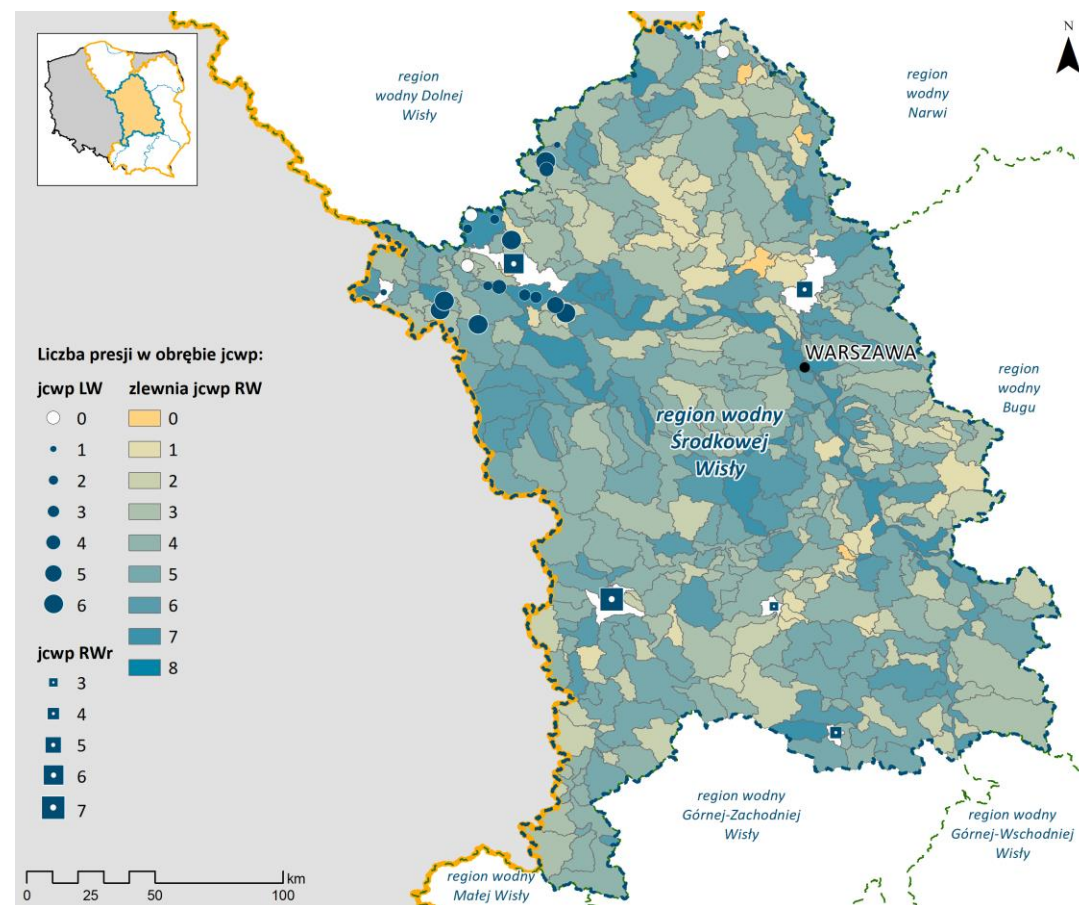 N
region
wodny Dolnej
Wisły
region
wodny
Narwi
WARSZAWA
region
wodny
Bugu
region wodny
Środkowej
Wisły
Liczba presji w obrębie jcwp:
jcwp LW
0
1
2
3
4
5
6
zlewnia jcwp RW
0
1
2
3
4
5
6
7
8
jcwp RWr
3
4
5
6
7
region wodny
Górnej-Zachodniej
Wisły
region wodny
Górnej-Wschodniej
Wisły
region wodny
Małej Wisły
km
0 25 50 100